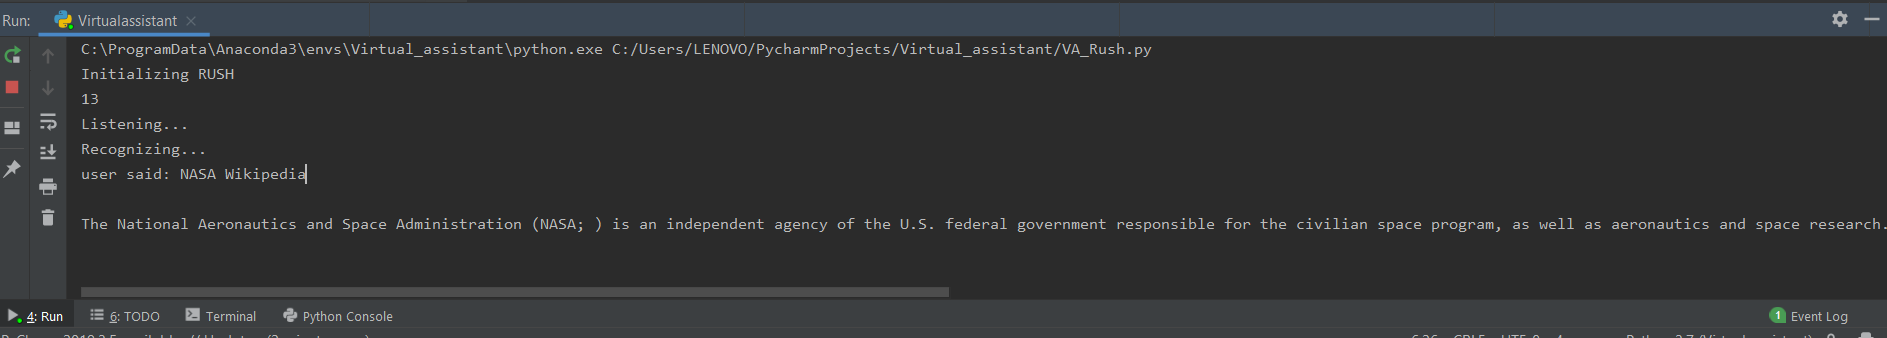 Run: Virtualassistant
C:\ProgramData\Anaconda3\envs\Virtual_assistant\python.exe C:/Users/LENOVO/PycharmProjects/Virtual_assistant/VA_Rush.py
Initializing RUSH
13
Listening...
Recognizing...
user said: NASA Wikipedia
The National Aeronautics and Space Administration (NASA; ) is an independent agency of the U.S. federal government responsible for the civilian space program, as well as aeronautics and space research.
4: Run 6: TODO Terminal Python Console 1 Event Log